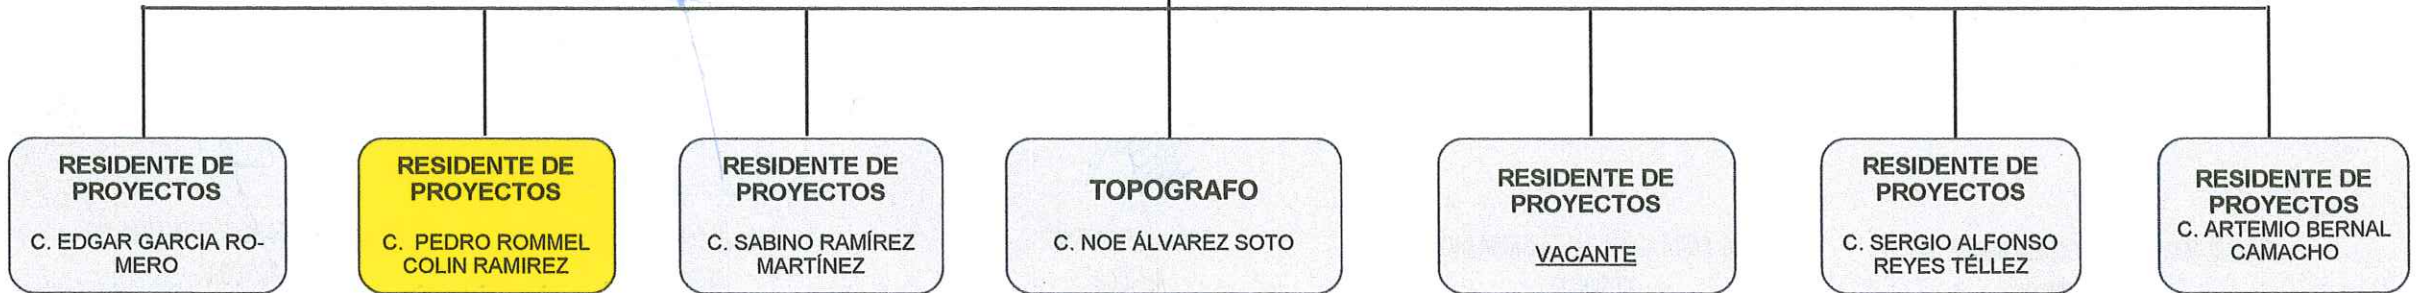 RESIDENTE DE
PROYECTOS
C. EDGAR GARCIA RO-
MERO
RESIDENTE DE
PROYECTOS
C. PEDRO ROMMEL
COLIN RAMIREZ
RESIDENTE DE
PROYECTOS
C. SABINO RAMÍREZ
MARTÍNEZ
TOPOGRAFO
C. NOE ÁLVAREZ SOTO
RESIDENTE DE
PROYECTOS
VACANTE
RESIDENTE DE
PROYECTOS
C. SERGIO ALFONSO
REYES TÉLLEZ
RESIDENTE DE
PROYECTOS
C. ARTEMIO BERNAL
CAMACHO